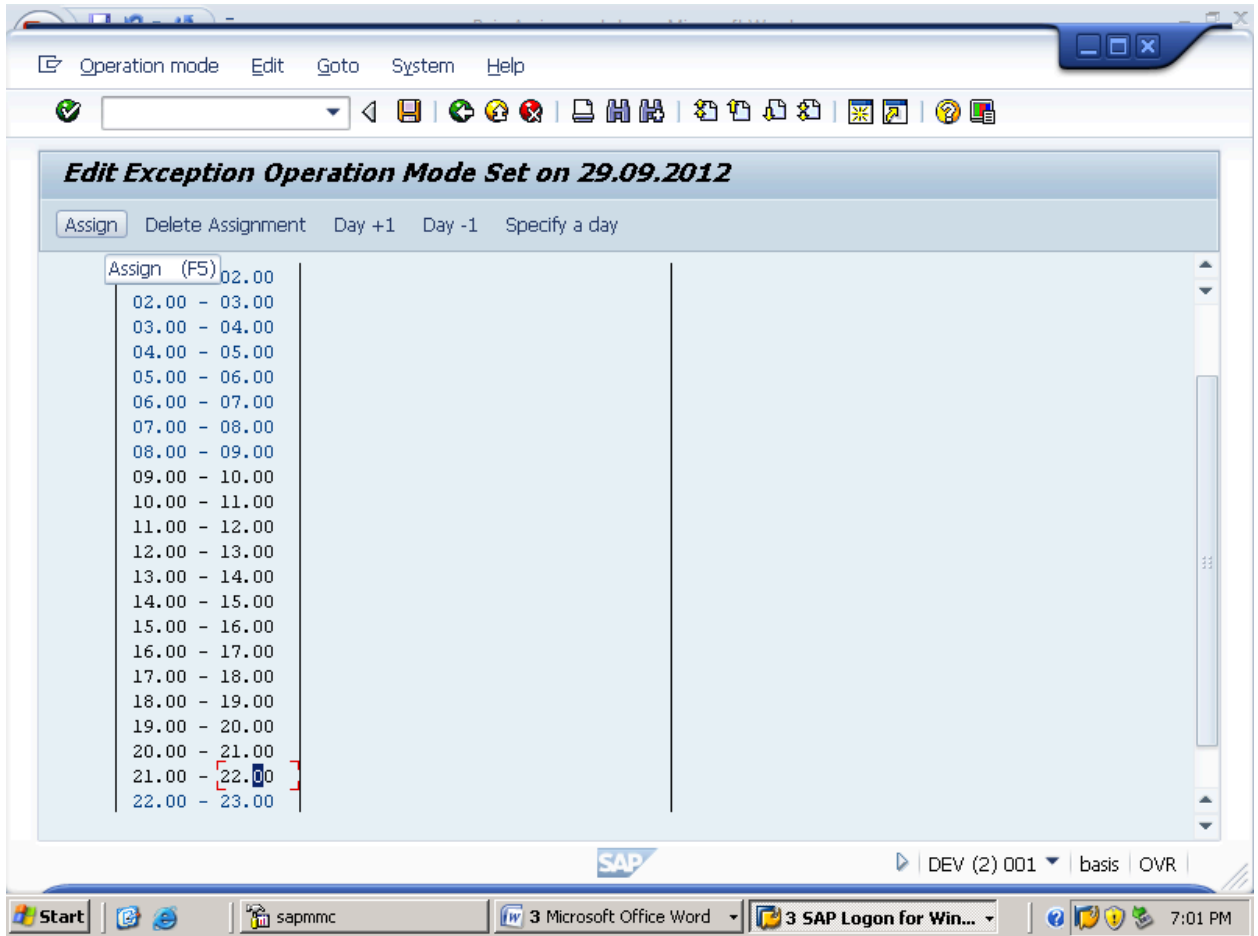 Operation mode Edit Goto System Help
Edit Exception Operation Mode Set on 29.09.2012
Assign Delete Assignment Day +1 Day -1 Specify a day
Assign (F5) 02.00
02.00 - 03.00
03.00 - 04.00
04.00 - 05.00
05.00 - 06.00
06.00 - 07.00
07.00 - 08.00
08.00 - 09.00
09.00 - 10.00
10.00 - 11.00
11.00 - 12.00
12.00 - 13.00
13.00 - 14.00
14.00 - 15.00
15.00 - 16.00
16.00 - 17.00
17.00 - 18.00
18.00 - 19.00
19.00 - 20.00
20.00 - 21.00
21.00 - 22.00
22.00 - 23.00
SAP DEV (2) 001 basis OVR
Start sapmmc 3 Microsoft Office Word 3 SAP Logon for Win... 7:01 PM